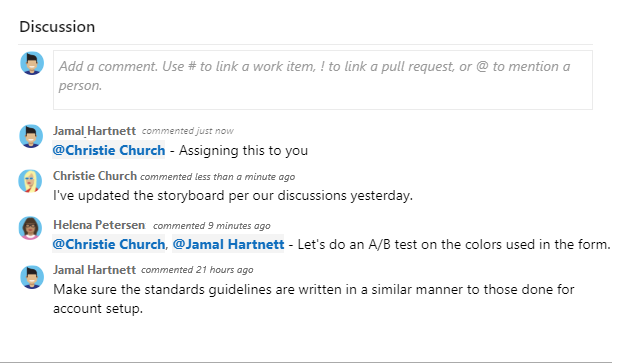 Discussion
Add a comment. Use # to link a work item, ! to link a pull request, or @ to mention a
person.
Jamal Hartnett commented just now
@Christie Church - Assigning this to you
Christie Church commented less than a minute ago
I've updated the storyboard per our discussions yesterday.
Helena Petersen commented 9 minutes ago
@Christie Church, @Jamal Hartnett - Let's do an A/B test on the colors used in the form.
Jamal Hartnett commented 21 hours ago
Make sure the standards guidelines are written in a similar manner to those done for
account setup.